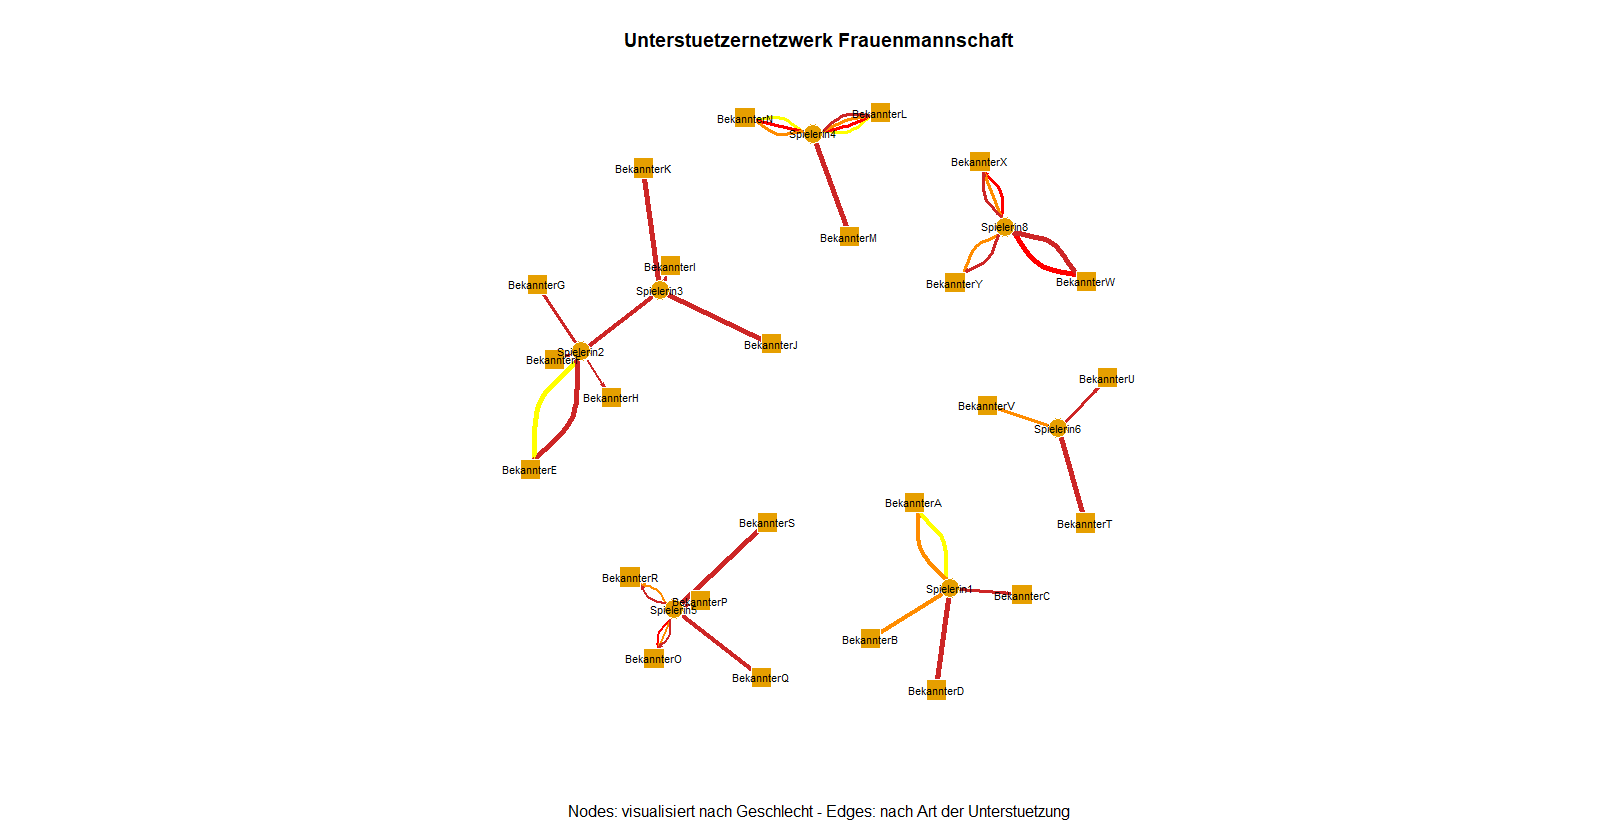 Unterstuetzernetzwerk Frauenmannschaft
BekannterN
BekannterL
Spielerin4
BekannterK
BekannterX
Spielerin8
BekannterM
BekannterI
BekannterG
Spielerin3
BekannterY
BekannterW
BekannterJ
Spielerin2
Bekannter
BekannterH
BekannterU
BekannterV
Spielerin6
BekannterE
BekannterA
BekannterS
BekannterT
BekannterR
Spielerin1
BekannterC
BekannterP
Spielerin5
BekannterB
BekannterO
BekannterQ
BekannterD
Nodes: visualisiert nach Geschlecht - Edges: nach Art der Unterstuetzung